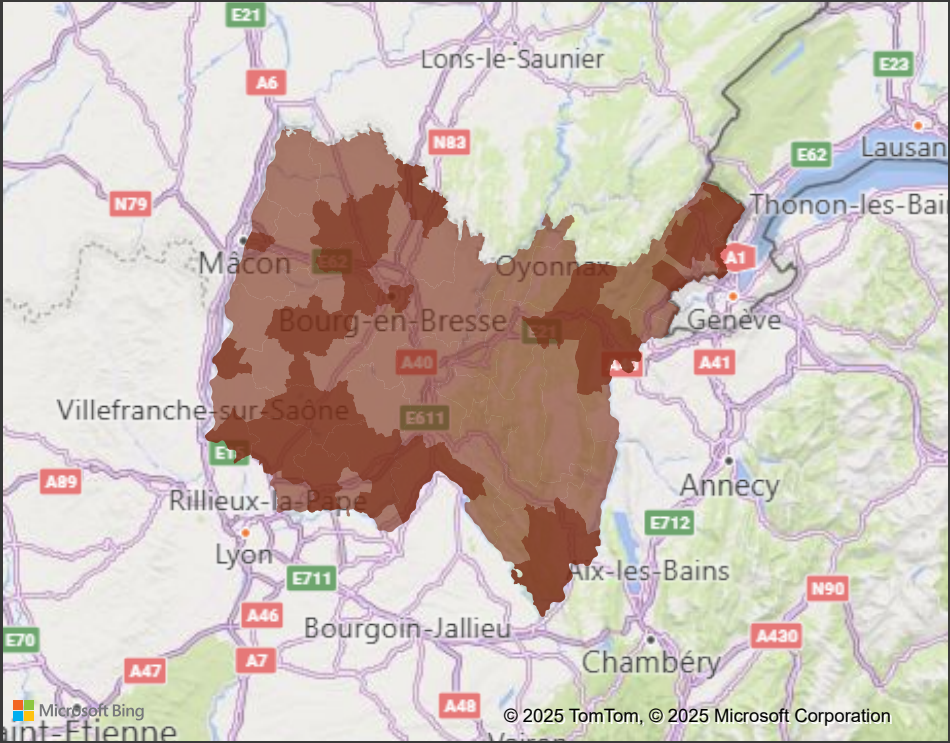 E21
Lons-le-Saunier
E23
A6
N83
Lausan
E62
N79
Thonon-les-Bai
Mâcon
E62
Oyonnax
A1
Bourg-en-Bresse
E21
Genève
A40
A41
Villefranche-sur-Saône
E611
A89
Rillieux-la-Pape
Annecy
E712
Lyon
E711
Aix-les-Bains
N90
A46
Bourgoin-Jallieu
E70
A430
A7
Chambéry
A47
A48
Microsoft Bing
© 2025 TomTom, © 2025 Microsoft Corporation
aint-Etienne